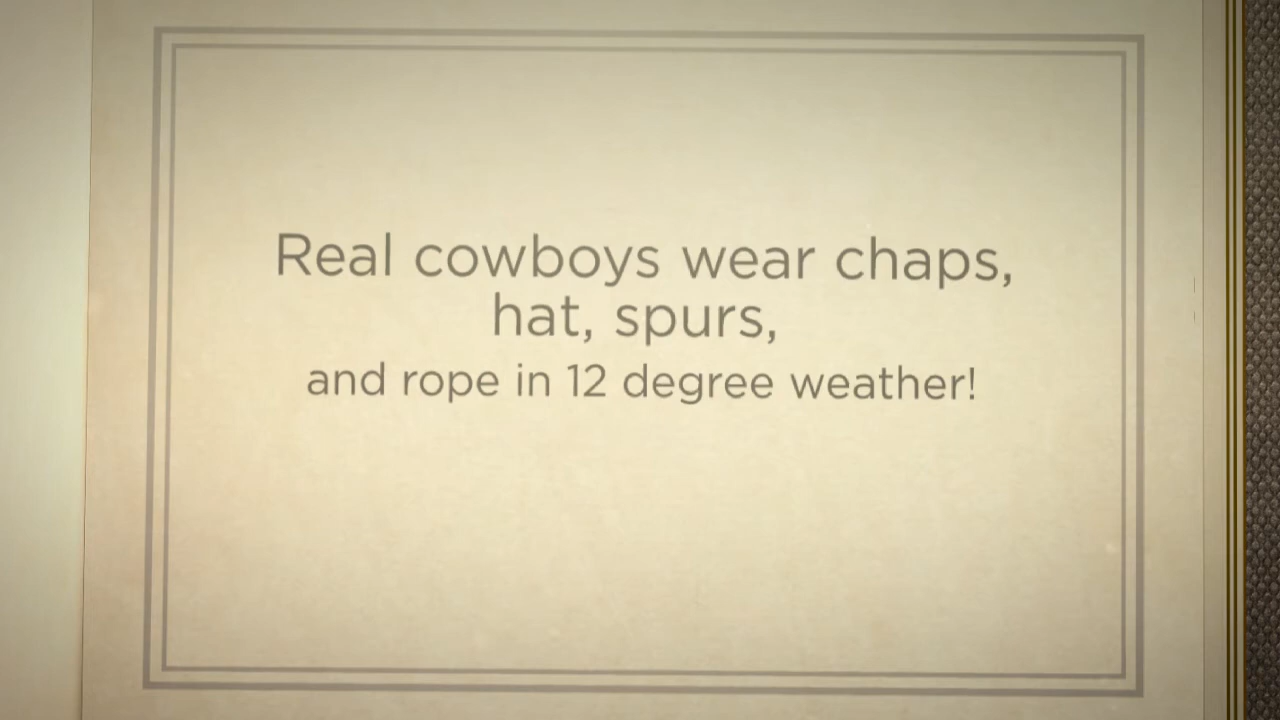 Real cowboys wear chaps,
hat, spurs,
and rope in 12 degree weather!